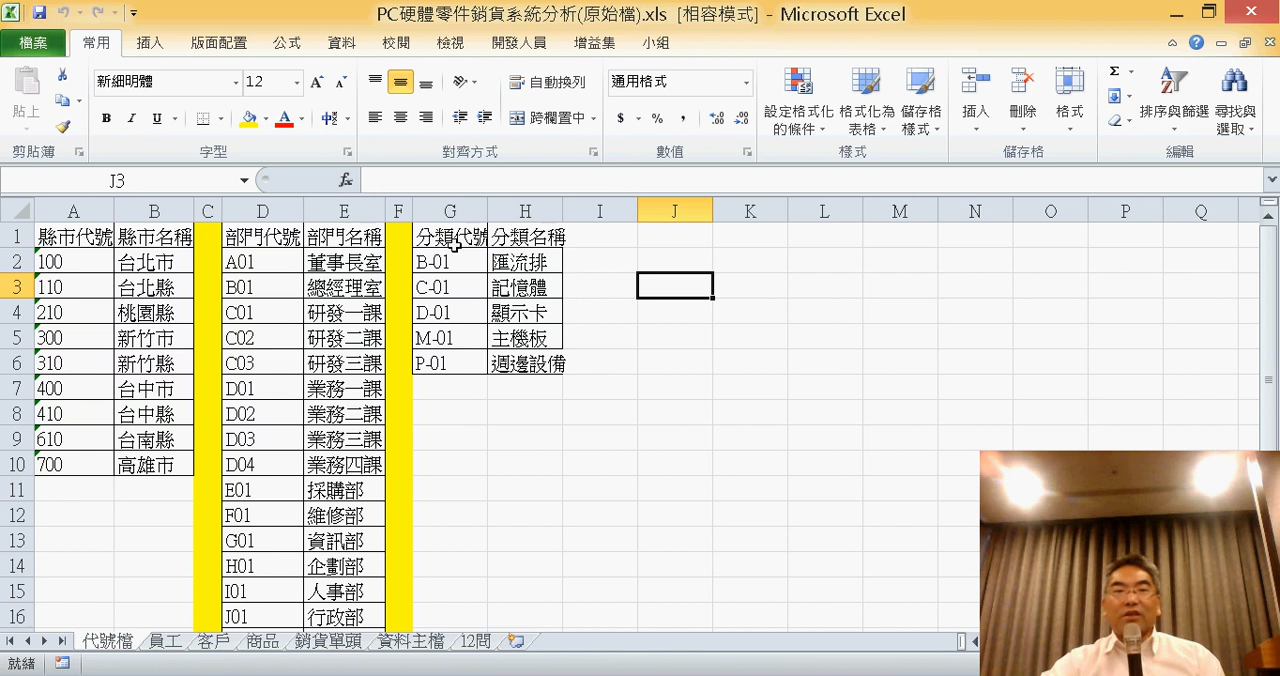 PC硬體零件銷貨系統分析(原始檔).xls [相容模式] - Microsoft Excel
檔案 常用 插入 版面配置 公式 資料 校閱 檢視 開發人員 增益集 小組
貼上
新細明體 12
B I U A 中
自動換列
跨欄置中
通用格式
$ % ,
設定格式化的條件
格式化為表格
儲存格樣式
插入 刪除 格式
Σ
排序與篩選
尋找與選取
剪貼簿 字型 對齊方式 數值 樣式 儲存格 編輯
J3 fx
A B C D E F G H I J K L M N O P Q
1 縣市代號 縣市名稱 部門代號 部門名稱 分類代號 分類名稱
2 100 台北市 A01 董事長室 B-01 匯流排
3 110 台北縣 B01 總經理室 C-01 記憶體
4 210 桃園縣 C01 研發一課 D-01 顯示卡
5 300 新竹市 C02 研發二課 M-01 主機板
6 310 新竹縣 C03 研發三課 P-01 週邊設備
7 400 台中市 D01 業務一課
8 410 台中縣 D02 業務二課
9 610 台南縣 D03 業務三課
10 700 高雄市 D04 業務四課
11 E01 採購部
12 F01 維修部
13 G01 資訊部
14 H01 企劃部
15 I01 人事部
16 J01 行政部
代號檔 員工 客戶 商品 銷貨單頭 資料主檔 12問
就緒